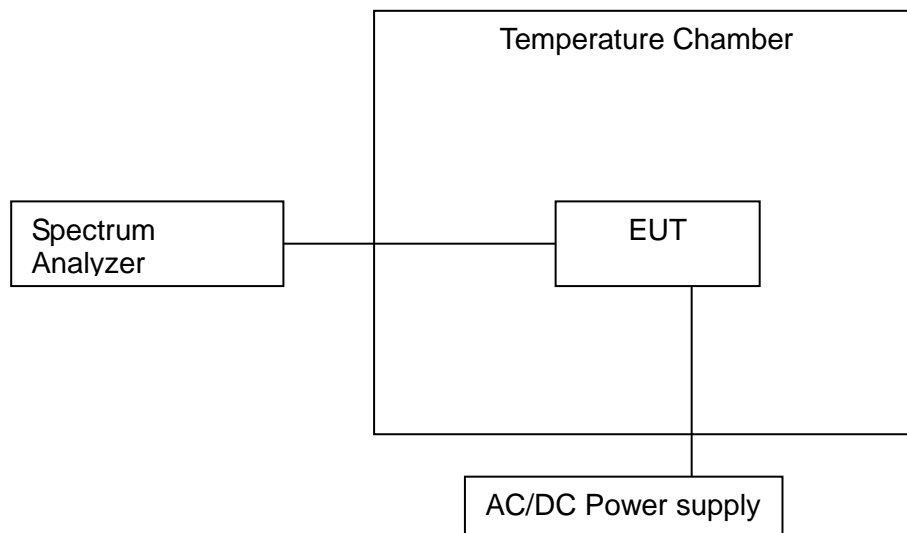 Temperature Chamber
Spectrum
Analyzer
EUT
AC/DC Power supply